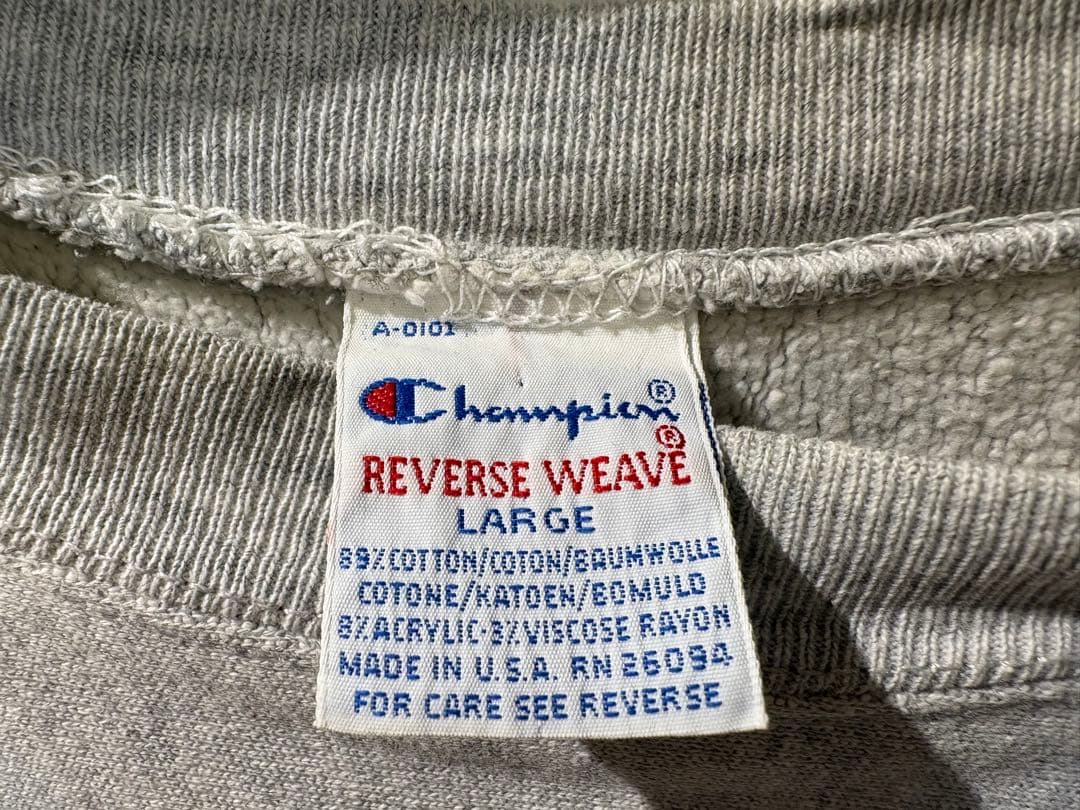 A-0101
Champion®
REVERSE WEAVE®
LARGE
89%COTTON/COTON/BAUMWOLLE
COTONE/KATOEN/BOMULD
8%ACRYLIC·3%VISCOSE RAYON
MADE IN U.S.A. RN 26094
FOR CARE SEE REVERSE